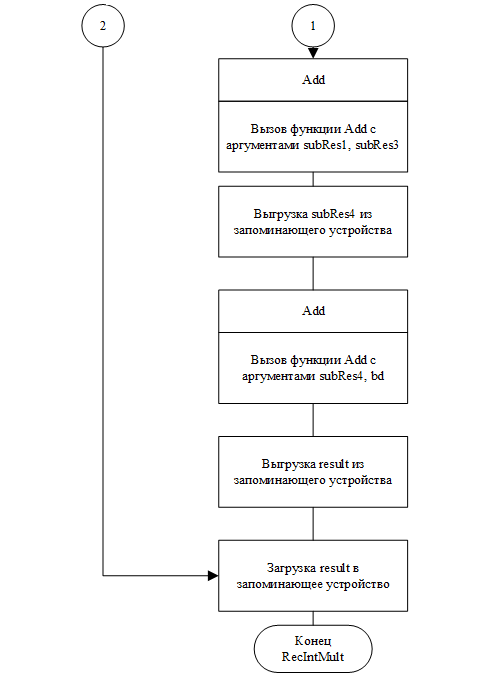 2
1
Add
Вызов функции Add с
аргументами subRes1, subRes3
Выгрузка subRes4 из
запоминающего устройства
Add
Вызов функции Add с
аргументами subRes4, bd
Выгрузка result из
запоминающего устройства
Загрузка result в
запоминающее устройство
Конец
RecIntMult